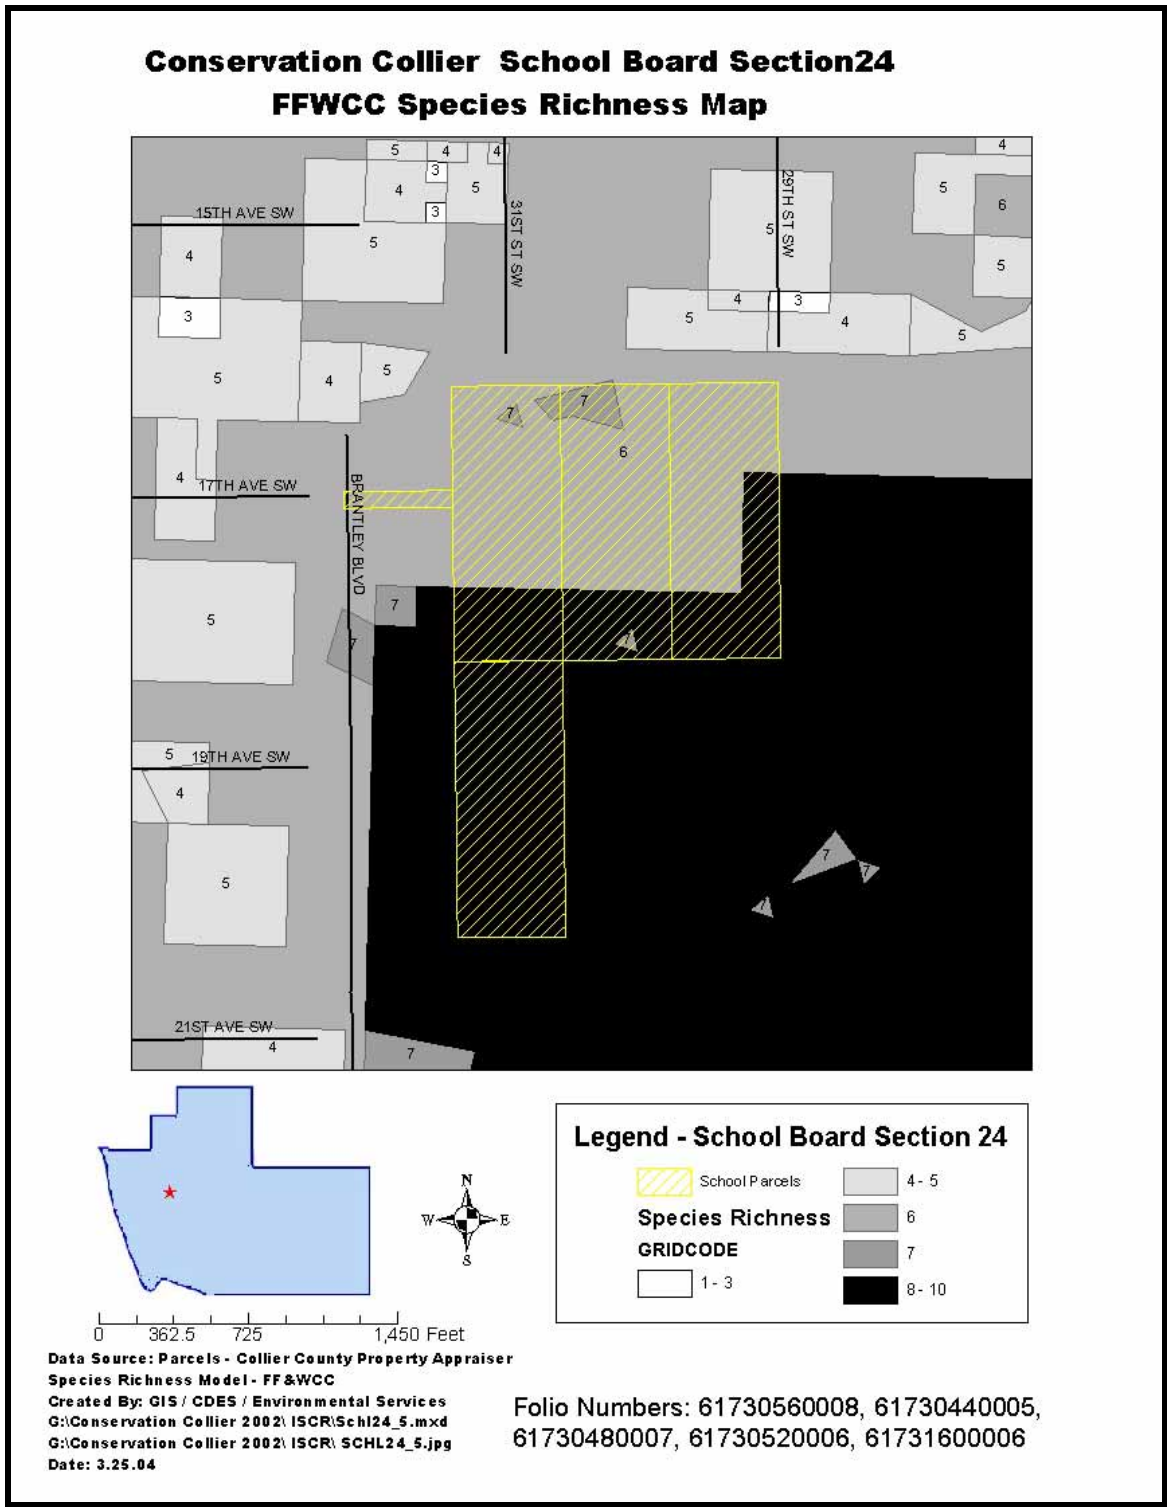 Conservation Collier School Board Section24
FFWCC Species Richness Map
5
4
4
4
3
4
5
5
3
6
15TH AVE SW
31ST ST SW
29TH ST SW
5
5
4
5
3
4
3
5
4
5
5
5
4
5
7
7
6
4
17TH AVE SW
BRANTLEY BLVD
7
5
7
7
5
19TH AVE SW
4
7
7
5
7
21ST AVE SW
4
7
Legend - School Board Section 24
School Parcels
4 - 5
Species Richness
6
GRIDCODE
7
1 - 3
8 - 10
N
W
E
S
0 362.5 725 1,450 Feet
Data Source: Parcels - Collier County Property Appraiser
Species Richness Model - FF&WCC
Created By: GIS / CDES / Environmental Services
G:\Conservation Collier 2002\ ISCR\Schl24_5.mxd
G:\Conservation Collier 2002\ ISCR\ SCHL24_5.jpg
Date: 3.25.04
Folio Numbers: 61730560008, 61730440005,
61730480007, 61730520006, 61731600006